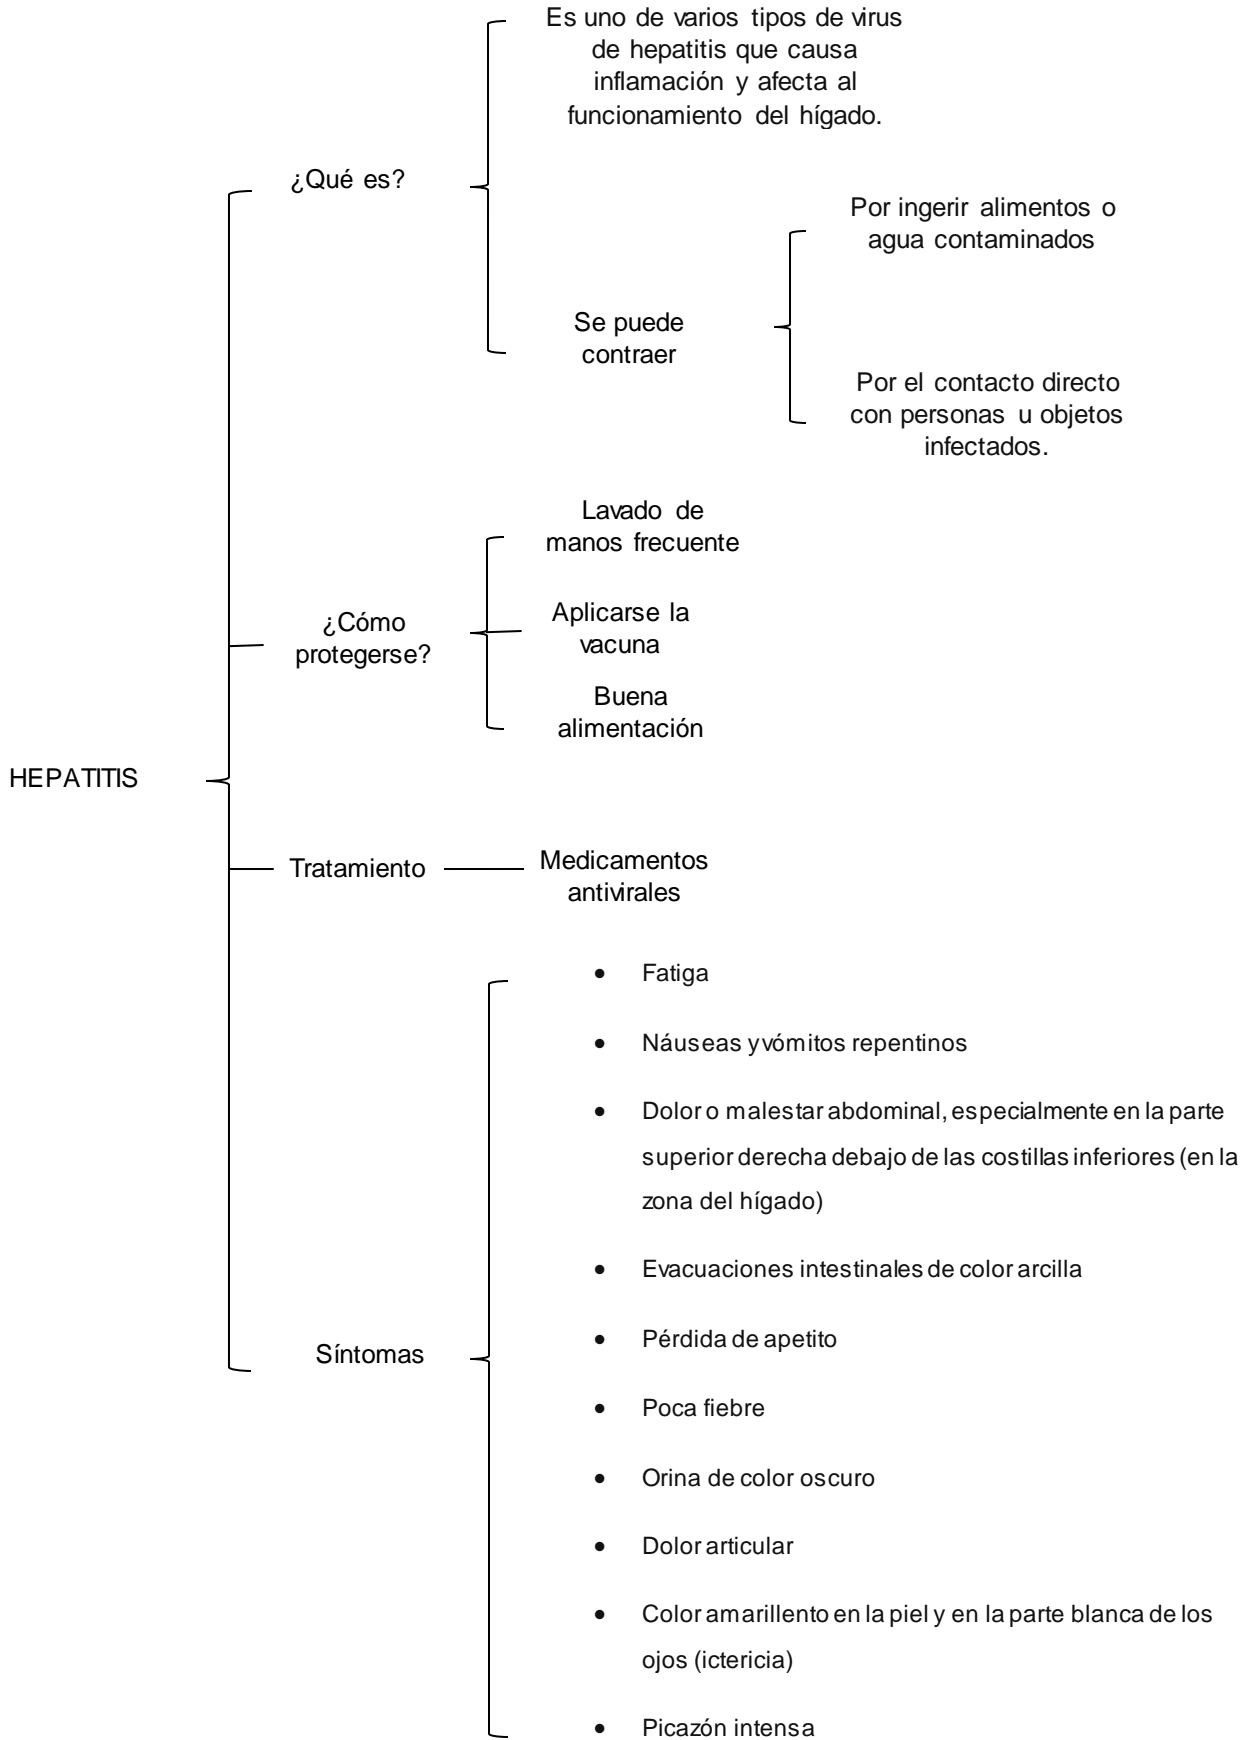 Es uno de varios tipos de virus
de hepatitis que causa
inflamación y afecta al
funcionamiento del hígado.
¿Qué es?
Por ingerir alimentos o
agua contaminados
Se puede
contraer
Por el contacto directo
con personas u objetos
infectados.
Lavado de
manos frecuente
¿Cómo
protegerse?
Aplicarse la
vacuna
Buena
alimentación
HEPATITIS
Tratamiento
Medicamentos
antivirales
Síntomas
• Fatiga
• Náuseas y vómitos repentinos
• Dolor o malestar abdominal, especialmente en la parte
superior derecha debajo de las costillas inferiores (en la
zona del hígado)
• Evacuaciones intestinales de color arcilla
• Pérdida de apetito
• Poca fiebre
• Orina de color oscuro
• Dolor articular
• Color amarillento en la piel y en la parte blanca de los
ojos (ictericia)
• Picazón intensa